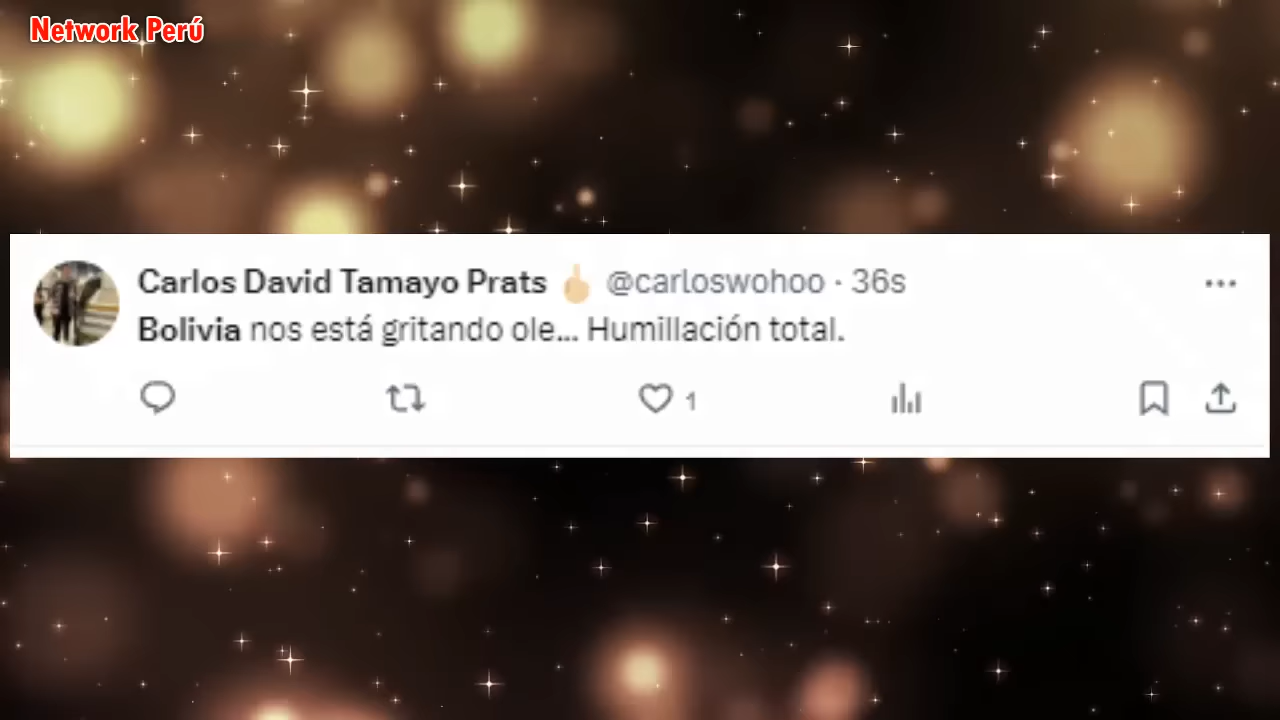 Network Perú
Carlos David Tamayo Prats 🖕🏼 @carloswohoo · 36s
Bolivia nos está gritando ole... Humillación total.
1